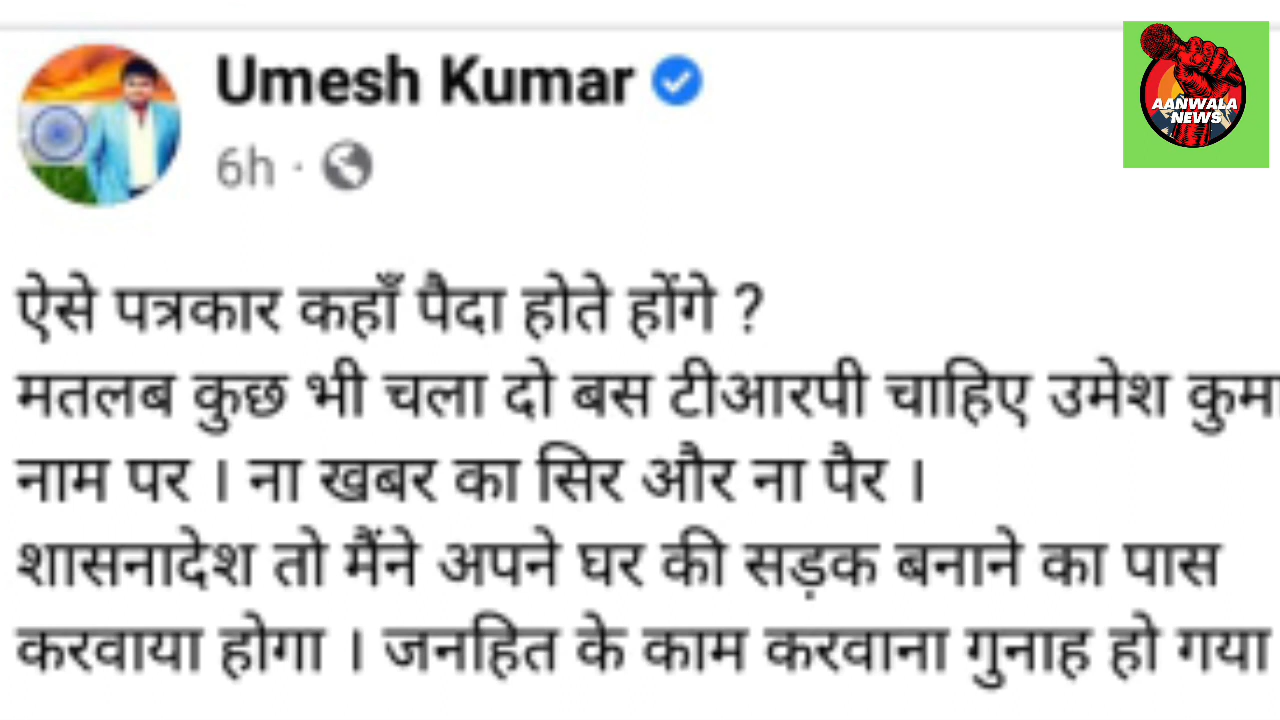 Umesh Kumar
6h ·
AANWALA
NEWS
ऐसे पत्रकार कहाँ पैदा होते होंगे ?
मतलब कुछ भी चला दो बस टीआरपी चाहिए उमेश कुमा
नाम पर । ना खबर का सिर और ना पैर ।
शासनादेश तो मैंने अपने घर की सड़क बनाने का पास
करवाया होगा । जनहित के काम करवाना गुनाह हो गया